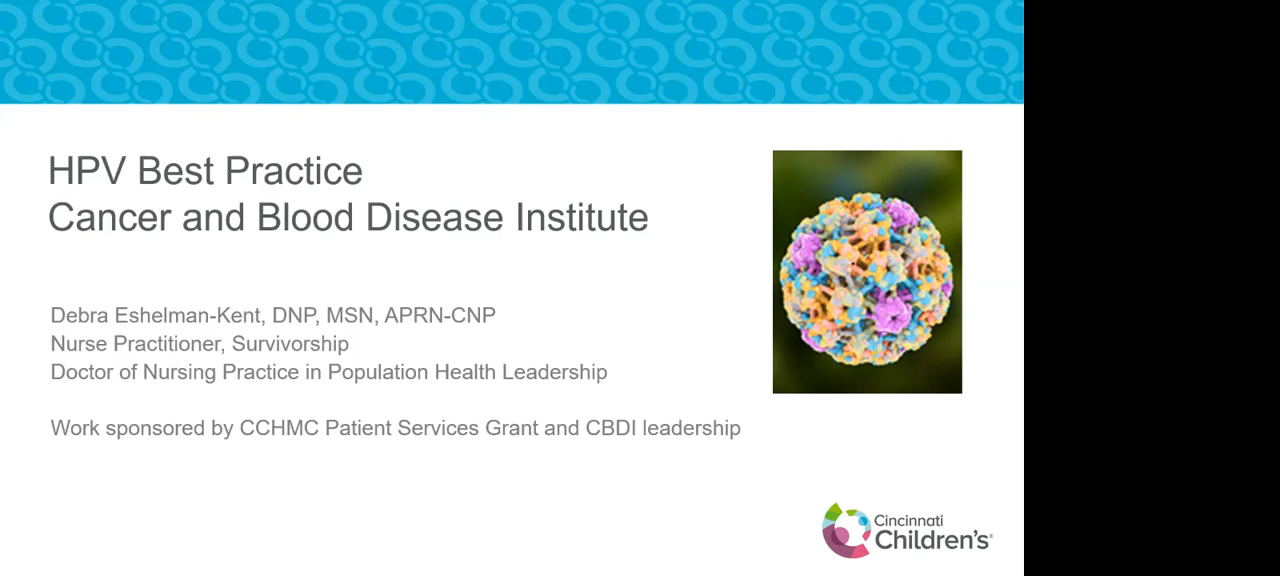 HPV Best Practice
Cancer and Blood Disease Institute
Debra Eshelman-Kent, DNP, MSN, APRN-CNP
Nurse Practitioner, Survivorship
Doctor of Nursing Practice in Population Health Leadership
Work sponsored by CCHMC Patient Services Grant and CBDI leadership
Cincinnati
Children's®